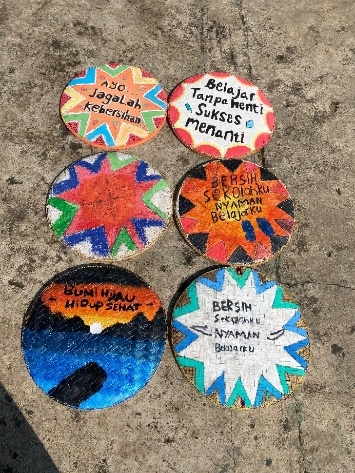 AYO
JAGALAH
Kebersihan
Belajar
Tanpa henti
Sukses
menanti
BERSIH
SEKOlahku
NYAMAN
Belajarku
BUMI HIJAU
HIDUP SEHAT
BERSIH
Sekolahku
NYAMAN
Belajarku